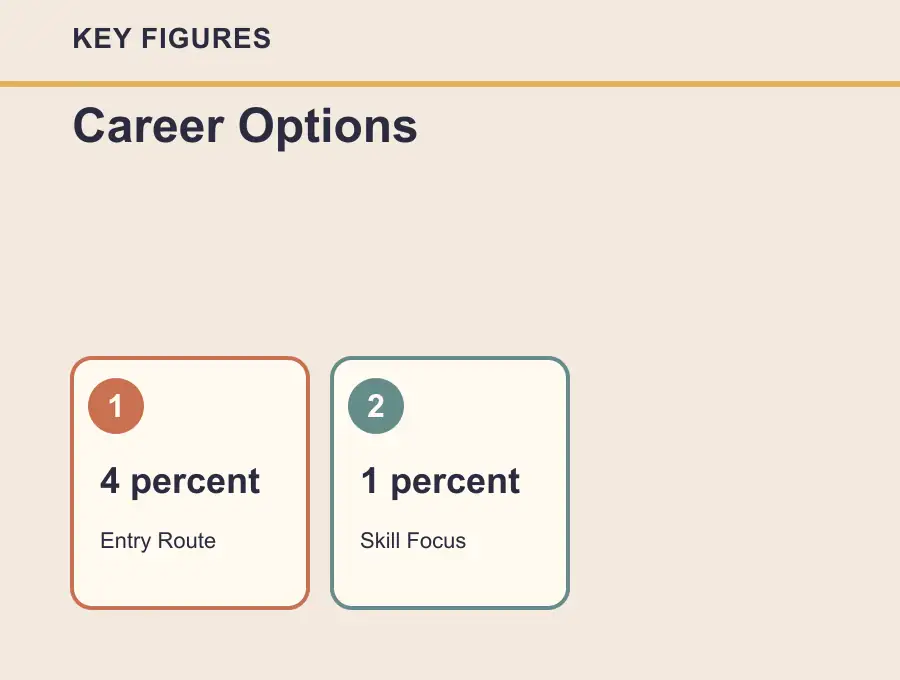 KEY FIGURES
Career Options
1
4 percent
Entry Route
2
1 percent
Skill Focus